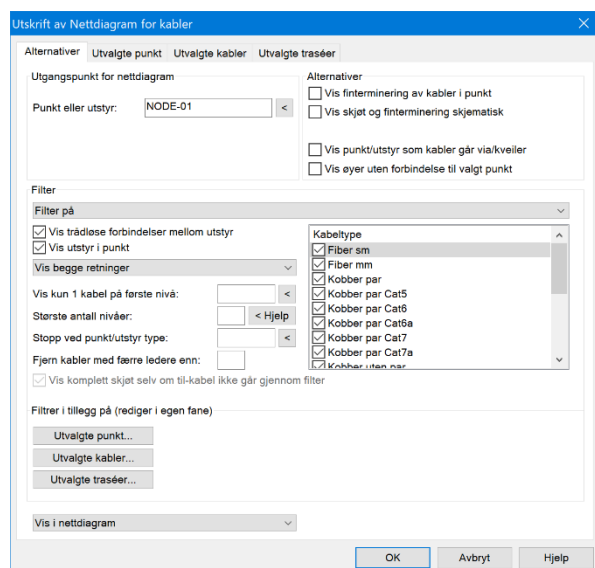 Utskrift av Nettdiagram for kabler
Alternativer Utvalgte punkt Utvalgte kabler Utvalgte traséer
Utgangspunkt for nettdiagram
Punkt eller utstyr: NODE-01 <
Alternativer
Vis finterminering av kabler i punkt
Vis skjøt og finterminering skjematisk
Vis punkt/utstyr som kabler går via/kveiler
Vis øyer uten forbindelse til valgt punkt
Filter
Filter på
Vis trådløse forbindelser mellom utstyr
Vis utstyr i punkt
Vis begge retninger
Vis kun 1 kabel på første nivå: <
Største antall nivåer: < Hjelp
Stopp ved punkt/utstyr type: <
Fjern kabler med færre ledere enn:
Vis komplett skjøt selv om til-kabel ikke går gjennom filter
Kabeltype
Fiber sm
Fiber mm
Kobber par
Kobber par Cat5
Kobber par Cat6
Kobber par Cat6a
Kobber par Cat7
Kobber par Cat7a
Kobber uten par
Filtrer i tillegg på (rediger i egen fane)
Utvalgte punkt...
Utvalgte kabler...
Utvalgte traséer...
Vis i nettdiagram
OK Avbryt Hjelp